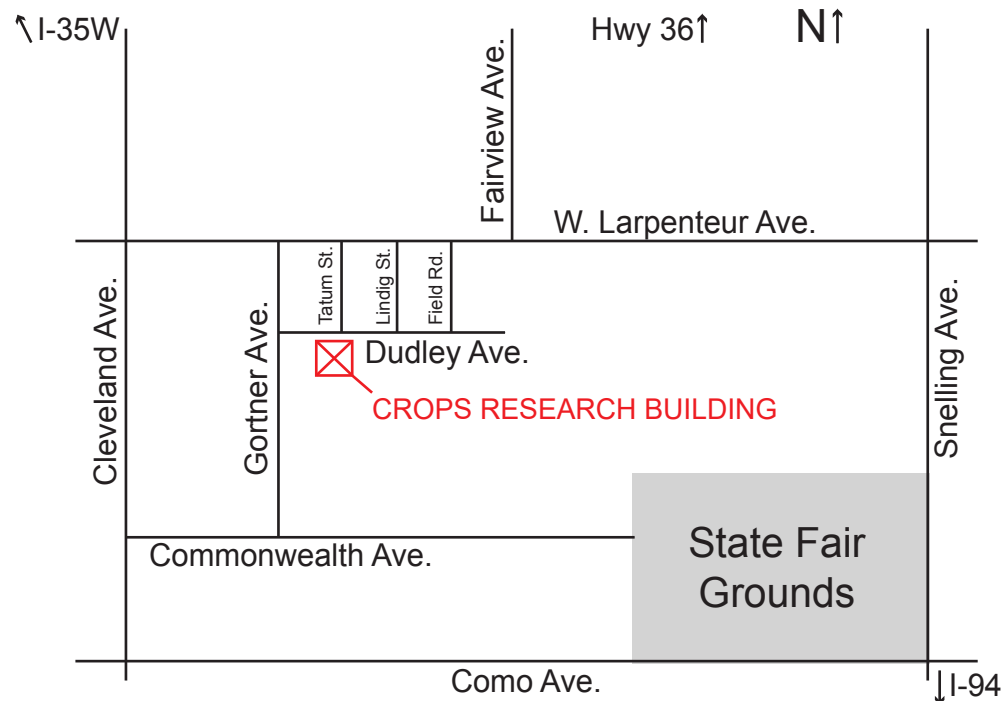 ↖I-35W
Hwy 36↑
N↑
Fairview Ave.
W. Larpenteur Ave.
Tatum St.
Lindig St.
Field Rd.
Cleveland Ave.
Gortner Ave.
Dudley Ave.
CROPS RESEARCH BUILDING
Snelling Ave.
Commonwealth Ave.
State Fair
Grounds
Como Ave.
↓I-94